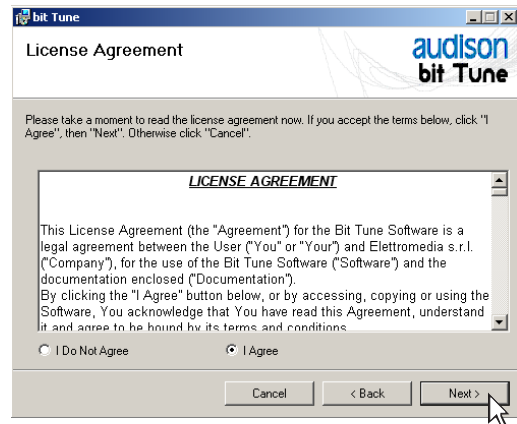 bit Tune
License Agreement
audison
bit Tune
Please take a moment to read the license agreement now. If you accept the terms below, click "I
Agree", then "Next". Otherwise click "Cancel".
LICENSE AGREEMENT
This License Agreement (the "Agreement") for the Bit Tune Software is a
legal agreement between the User ("You" or "Your") and Elettromedia s.r.l.
("Company"), for the use of the Bit Tune Software ("Software") and the
documentation enclosed ("Documentation").
By clicking the "I Agree" button below, or by accessing, copying or using the
Software, You acknowledge that You have read this Agreement, understand
it and agree to be bound by its terms and conditions
I Do Not Agree
I Agree
Cancel
< Back
Next >